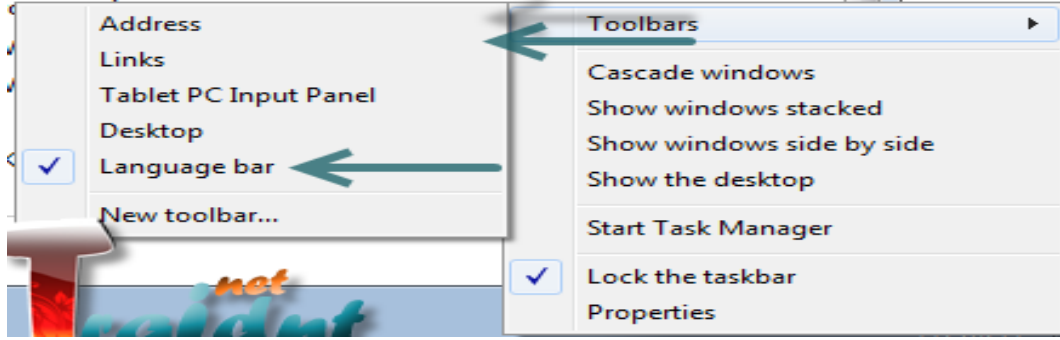 Address
Links
Tablet PC Input Panel
Desktop
Language bar
New toolbar...
Toolbars
Cascade windows
Show windows stacked
Show windows side by side
Show the desktop
Start Task Manager
Lock the taskbar
Properties
net
Traidnt